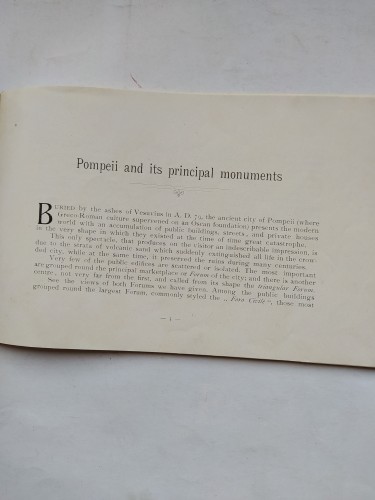 Pompeii and its principal monuments
BURIED by the ashes of Vesuvius in A. D. 79, the ancient city of Pompeii (where
Greco-Roman culture supervened on an Oscan foundation) presents the modern
world with an accumulation of public buildings, streets, and private houses
in the very shape in which they existed at the time of time great catastrophe.
This only spectacle, that produces on the visitor an indescribable impression, is
due to the strata of volcanic sand which suddenly extinguished all life in the crow-
ded city, while at the same time, it preserved the ruins during many centuries.
Very few of the public edifices are scattered or isolated. The most important
are grouped round the principal marketplace or Forum of the city; and there is another
centre, not very far from the first, and called from its shape the triangular Forum.
See the views of both Forums we have given. Among the public buildings
grouped round the largest Forum, commonly styled the „ Foro Civile ", those most
— 1 —